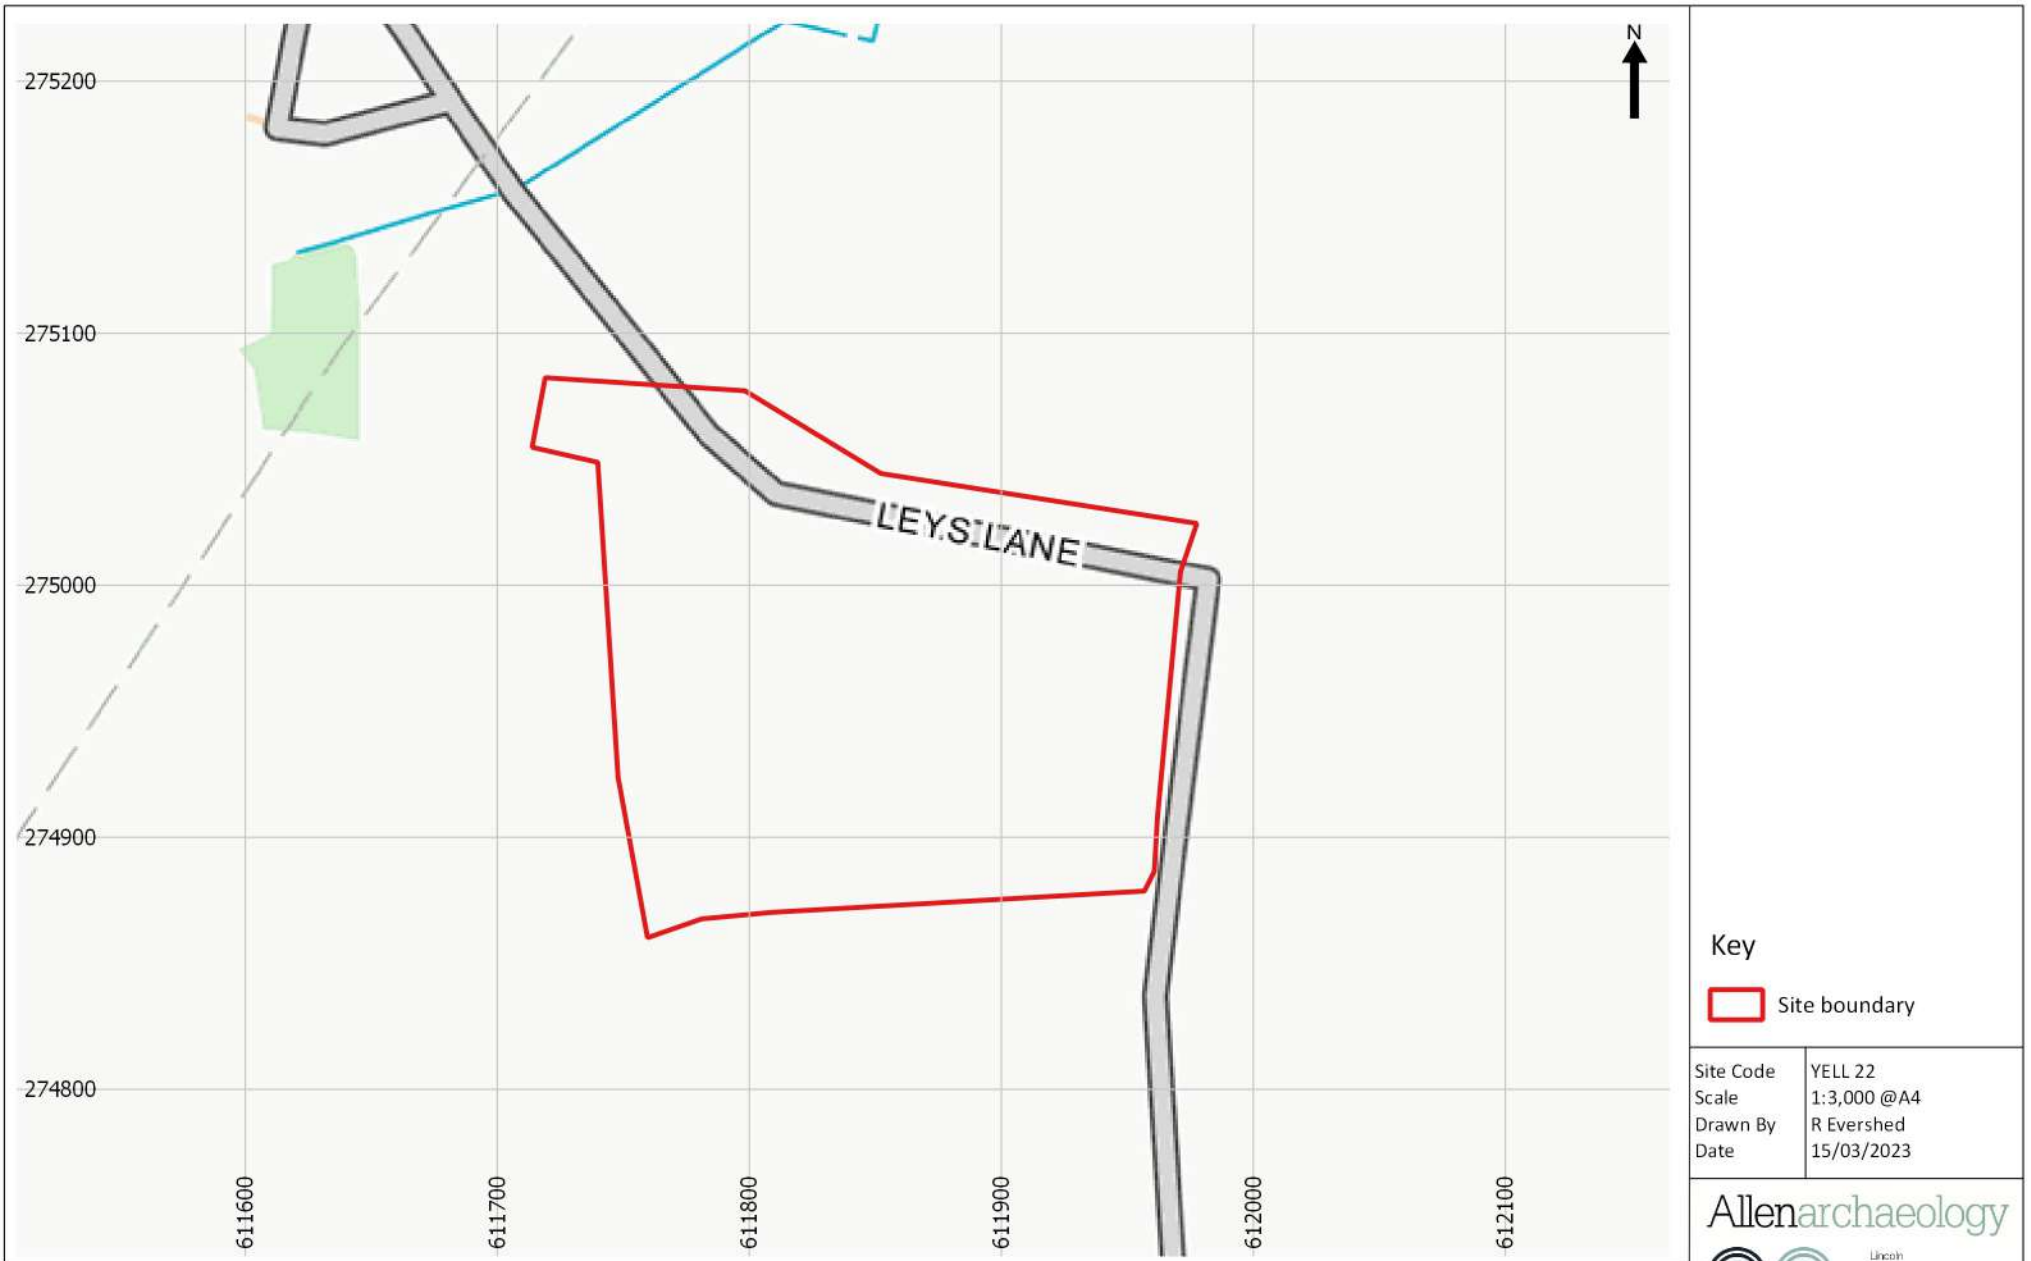 N
275200
275100
LEYS LANE
275000
274900
274800
611600
611700
611800
611900
612000
612100
Key
Site boundary
Site Code YELL 22
Scale 1:3,000 @A4
Drawn By R Evershed
Date 15/03/2023
Allenarchaeology
Lincoln